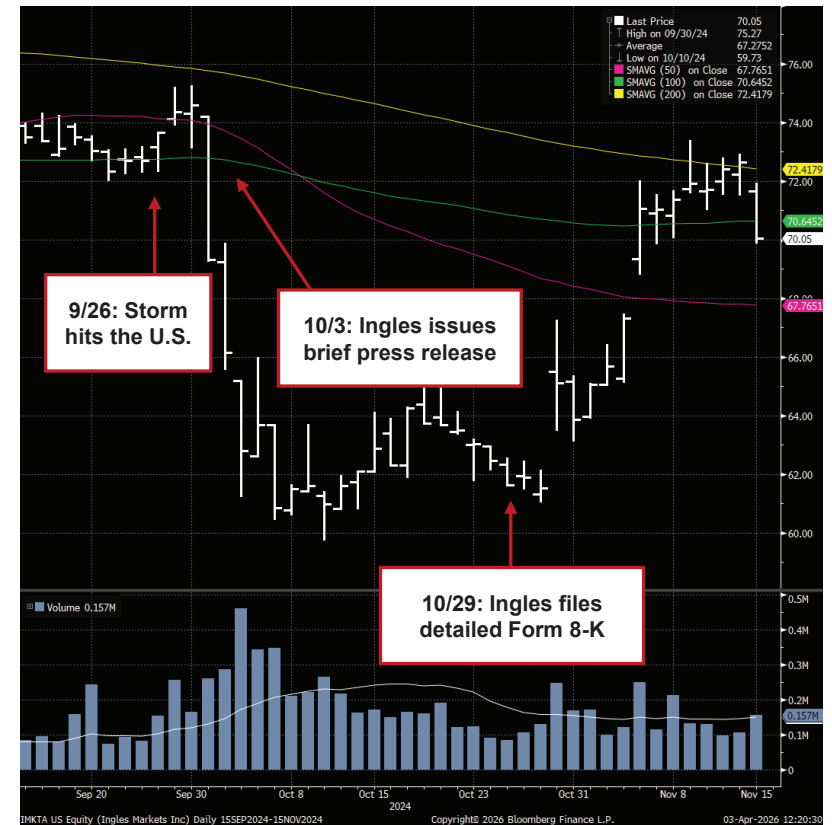 Last Price 70.05
High on 09/30/24 75.27
Average 67.2752
Low on 10/10/24 59.73
SMAVG (50) on Close 67.7651
SMAVG (100) on Close 70.6452
SMAVG (200) on Close 72.4179
76.00
74.00
72.4179
72.00
70.6452
70.05
68.00
67.7651
66.00
64.00
62.00
60.00
9/26: Storm
hits the U.S.
10/3: Ingles issues
brief press release
10/29: Ingles files
detailed Form 8-K
Volume 0.157M
0.5M
0.4M
0.3M
0.2M
0.157M
0.1M
0
Sep 20 Sep 30 Oct 8 Oct 15 Oct 23 Oct 31 Nov 8 Nov 15
2024
IMKTA US Equity (Ingles Markets Inc) Daily 15SEP2024-15NOV2024 Copyright© 2026 Bloomberg Finance L.P. 03-Apr-2026 12:20:30